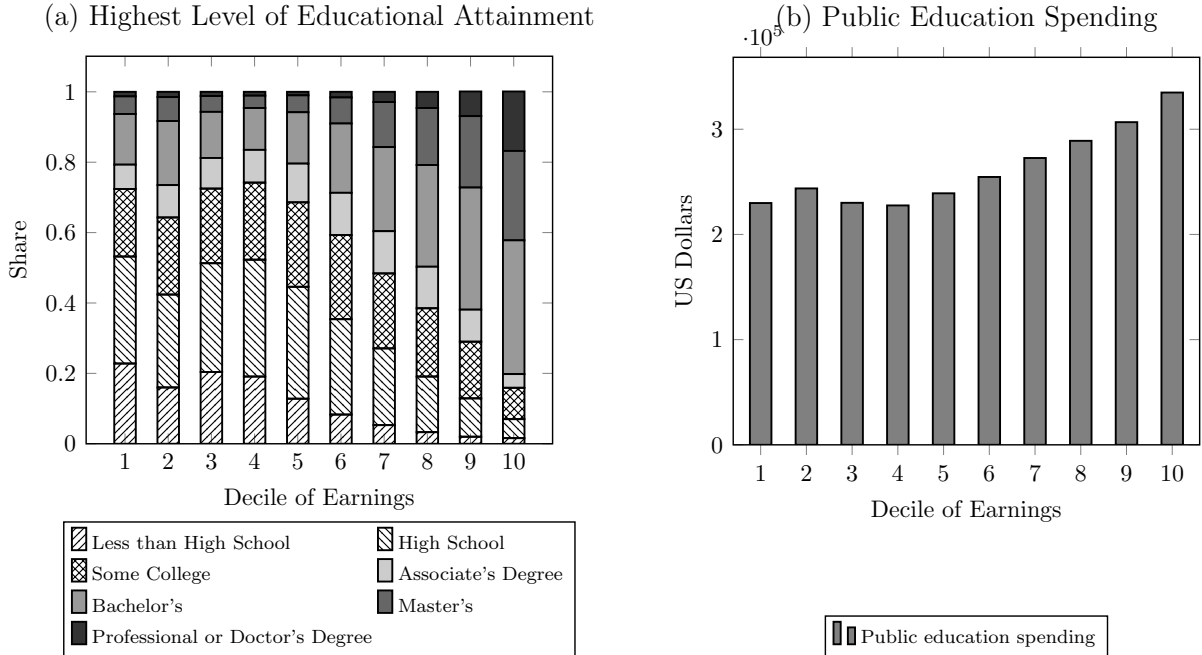 (a) Highest Level of Educational Attainment
1
0.8
0.6
0.4
0.2
0
Share
1 2 3 4 5 6 7 8 9 10
Decile of Earnings
Less than High School High School
Some College Associate's Degree
Bachelor's Master's
Professional or Doctor's Degree
(b) Public Education Spending
·10⁵
3
2
1
0
US Dollars
1 2 3 4 5 6 7 8 9 10
Decile of Earnings
Public education spending